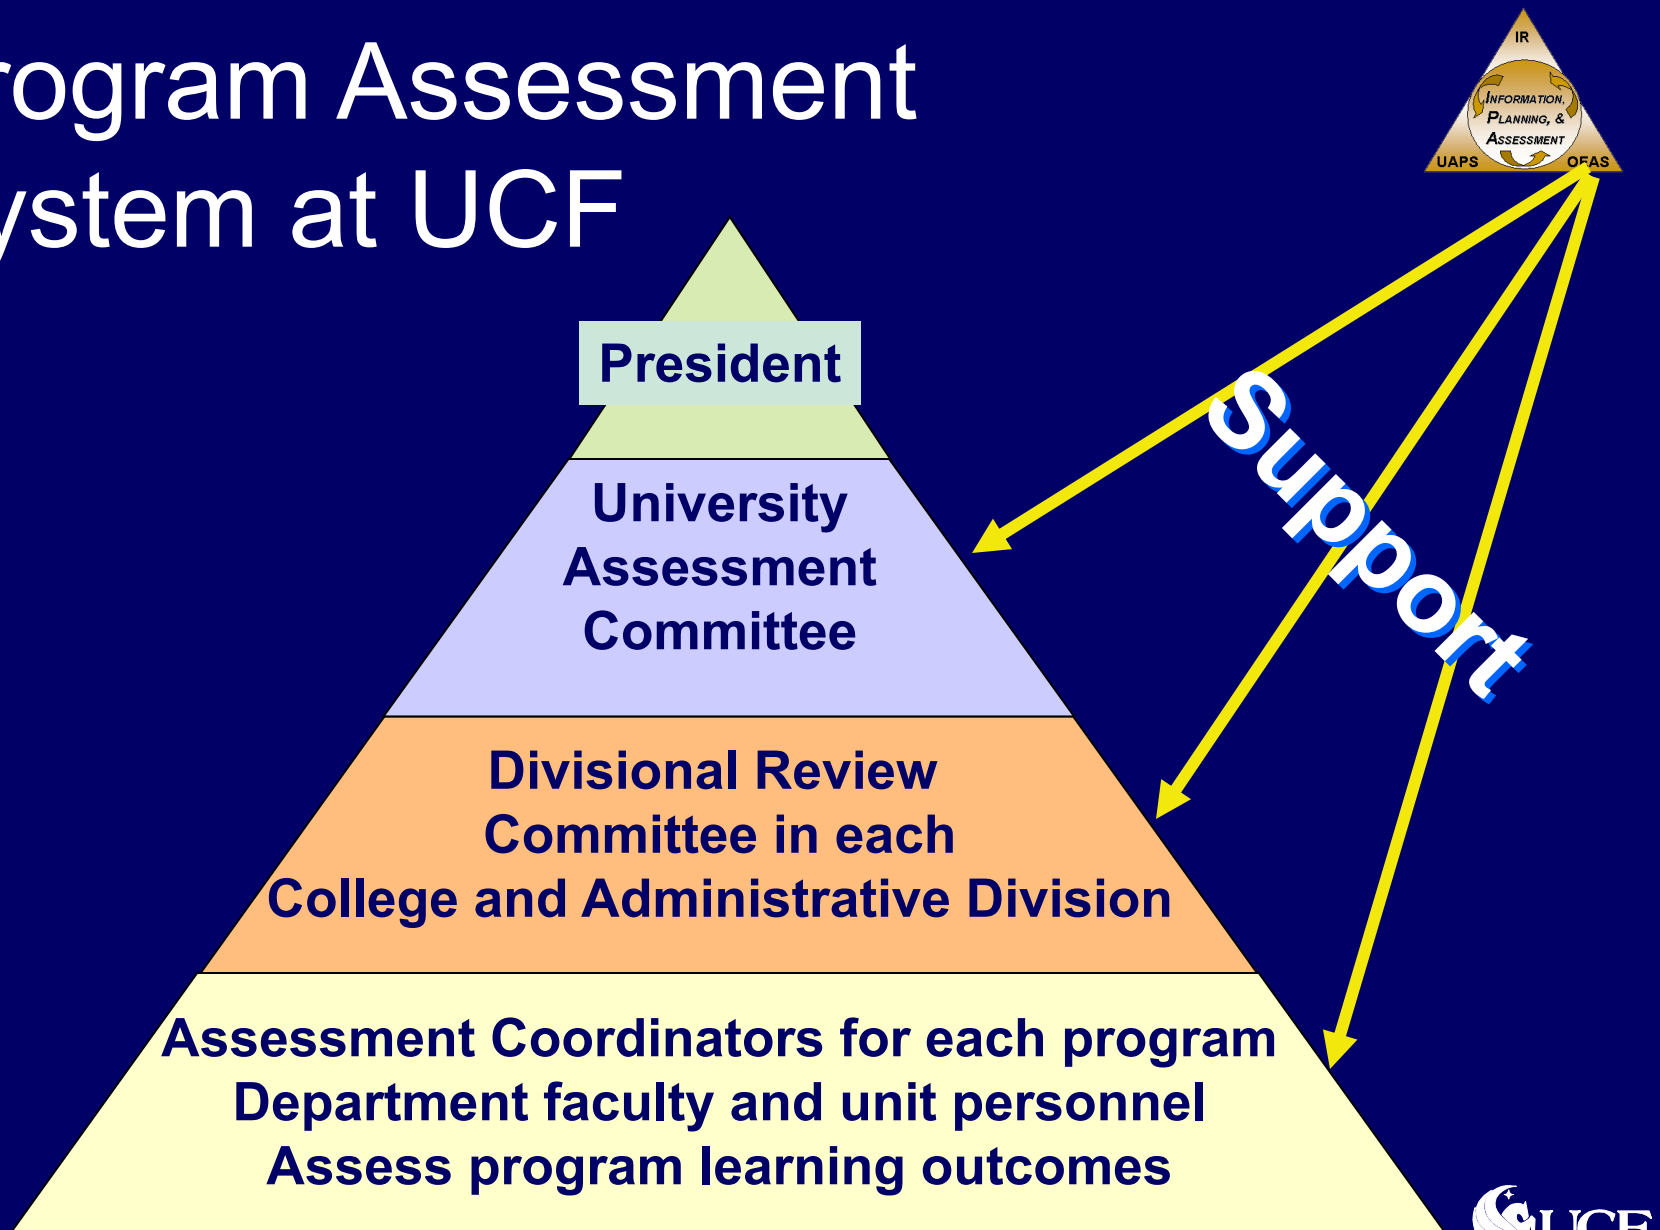 rogram Assessment
ystem at UCF
IR
INFORMATION,
PLANNING, &
ASSESSMENT
UAPS OEAS
President
University
Assessment
Committee
Support
Divisional Review
Committee in each
College and Administrative Division
Assessment Coordinators for each program
Department faculty and unit personnel
Assess program learning outcomes
UCF